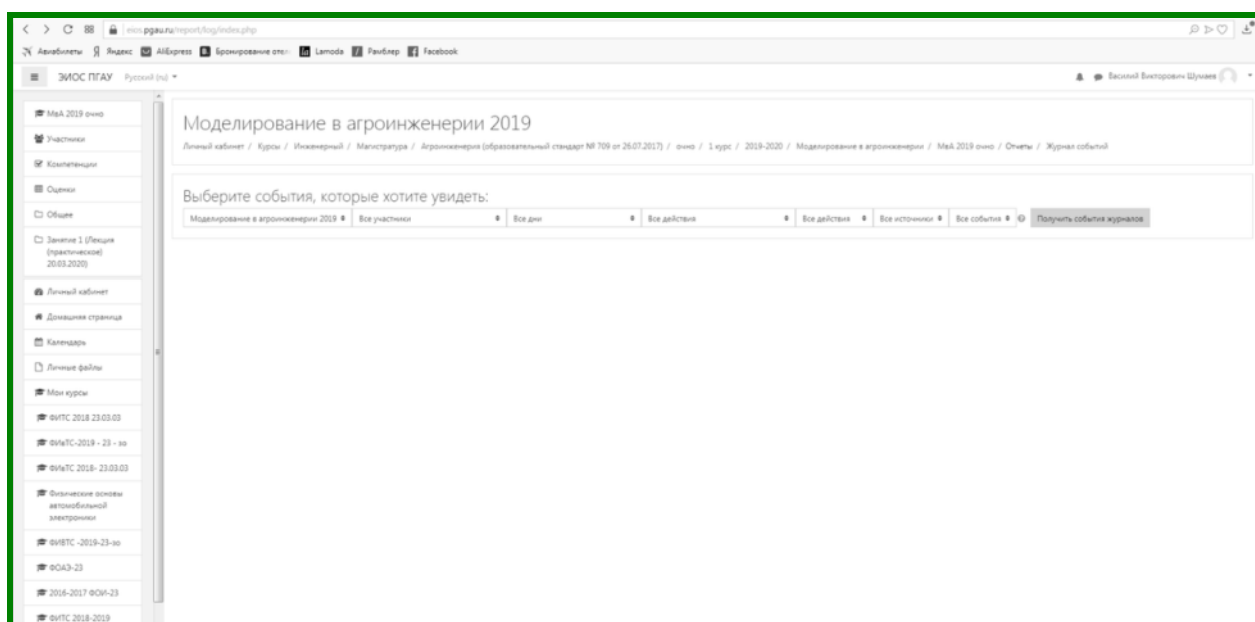 eios.pgau.ru/report/log/index.php
Авиабилеты Яндекс AliExpress Бронирование отел Lamoda Рамблер Facebook
ЭИОС ПГАУ Русский (ru)
Василий Викторович Шумаев
МвА 2019 очно
Участники
Компетенции
Оценки
Общее
Занятие 1 (Лекция
(практическое)
20.03.2020)
Личный кабинет
Домашняя страница
Календарь
Личные файлы
Мои курсы
ФИТС 2018 23.03.03
ФИвТС-2019 - 23 - зо
ФИвТС 2018- 23.03.03
Физические основы
автомобильной
электроники
ФИВТС -2019-23-зо
ФОАЭ-23
2016-2017 ФОИ-23
ФИТС 2018-2019
Моделирование в агроинженерии 2019
Личный кабинет / Курсы / Инженерный / Магистратура / Агроинженерия (образовательный стандарт № 709 от 26.07.2017) / очно / 1 курс / 2019-2020 / Моделирование в агроинженерии / МвА 2019 очно / Отчеты / Журнал событий
Выберите события, которые хотите увидеть:
Моделирование в агроинженерии 2019 Все участники Все дни Все действия Все действия Все источники Все события Получить события журналов